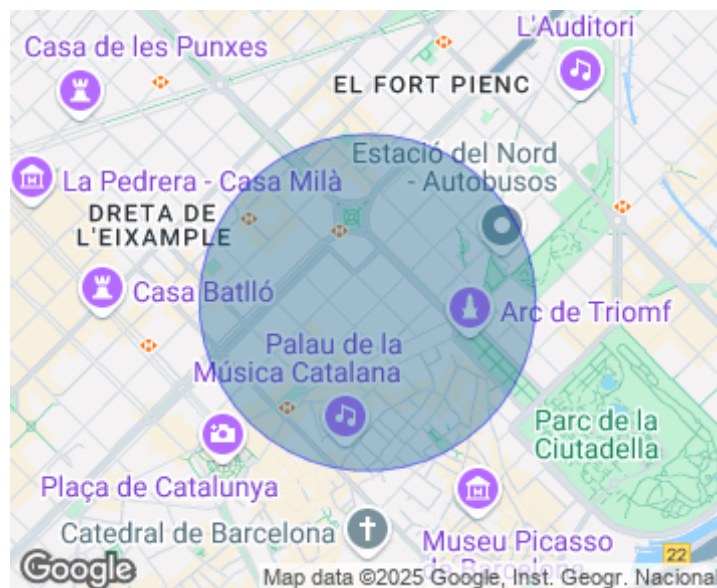 L'Auditori
Casa de les Punxes
EL FORT PIENC
Estació del Nord
- Autobusos
La Pedrera - Casa Milà
DRETA DE
L'EIXAMPLE
Casa Batlló
Arc de Triomf
Palau de la
Música Catalana
Parc de la
Ciutadella
Plaça de Catalunya
Catedral de Barcelona
Museu Picasso
de Barcelona
22
Google
Map data ©2025 Google, Inst. Geogr. Nacional